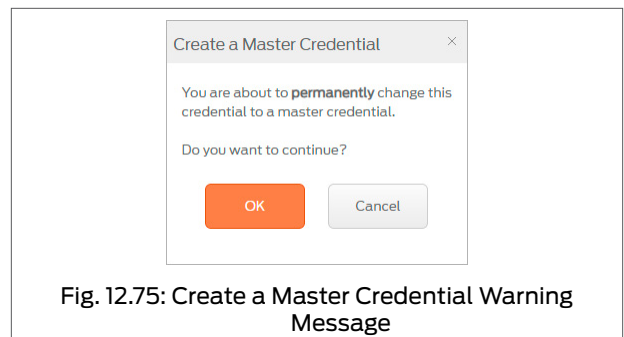 Create a Master Credential
You are about to permanently change this
credential to a master credential.
Do you want to continue?
OK
Cancel
Fig. 12.75: Create a Master Credential Warning
Message